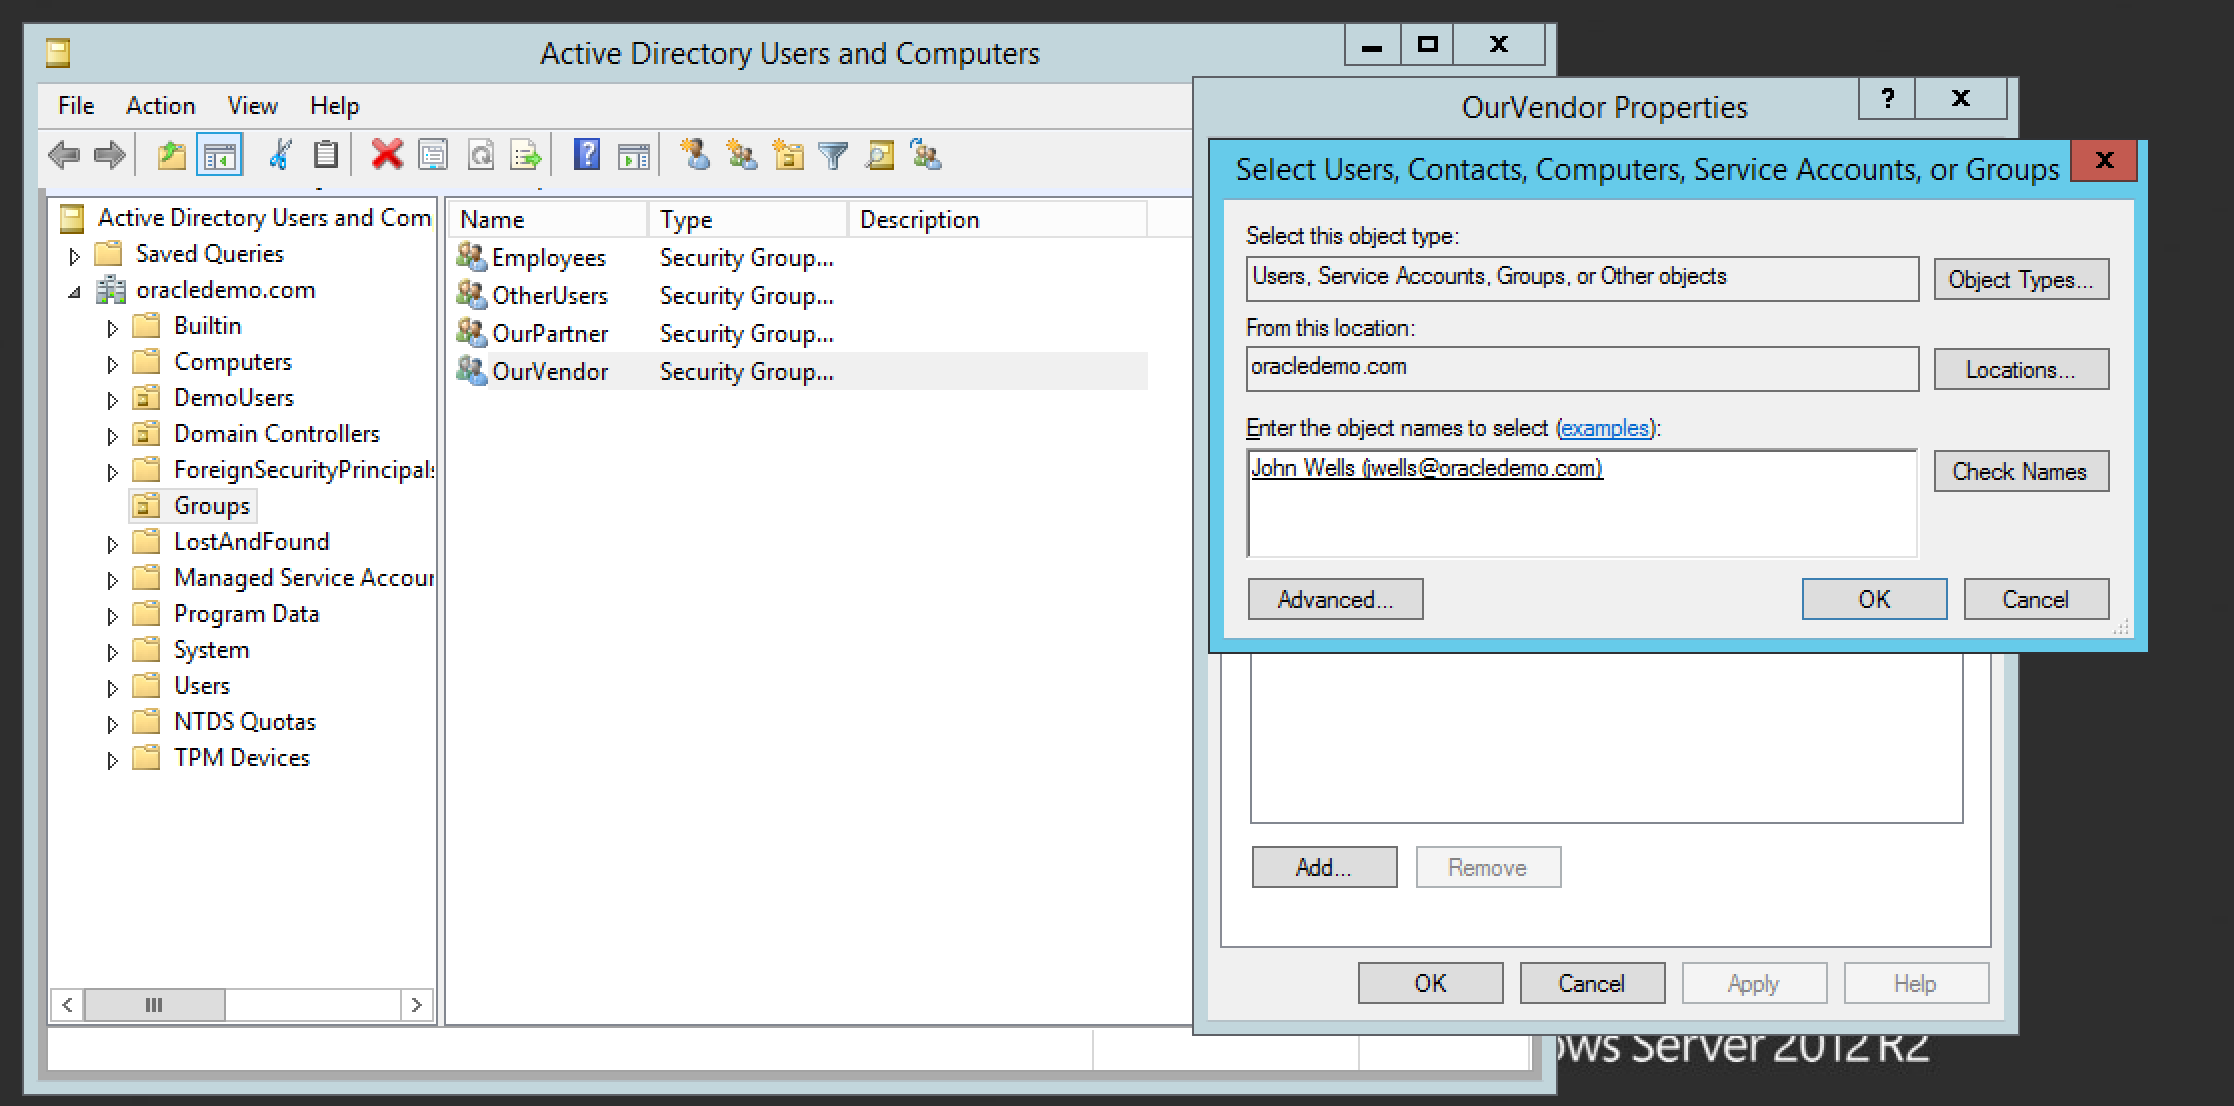 Active Directory Users and Computers
File Action View Help
Active Directory Users and Com
Saved Queries
oracledemo.com
Builtin
Computers
DemoUsers
Domain Controllers
ForeignSecurityPrincipals
Groups
LostAndFound
Managed Service Accour
Program Data
System
Users
NTDS Quotas
TPM Devices
Name Type Description
Employees Security Group...
OtherUsers Security Group...
OurPartner Security Group...
OurVendor Security Group...
OurVendor Properties
Select Users, Contacts, Computers, Service Accounts, or Groups
Select this object type:
Users, Service Accounts, Groups, or Other objects
Object Types...
From this location:
oracledemo.com
Locations...
Enter the object names to select (examples):
John Wells (jwells@oracledemo.com)
Check Names
Advanced... OK Cancel
Add... Remove
OK Cancel Apply Help
ows Server 2012 R2